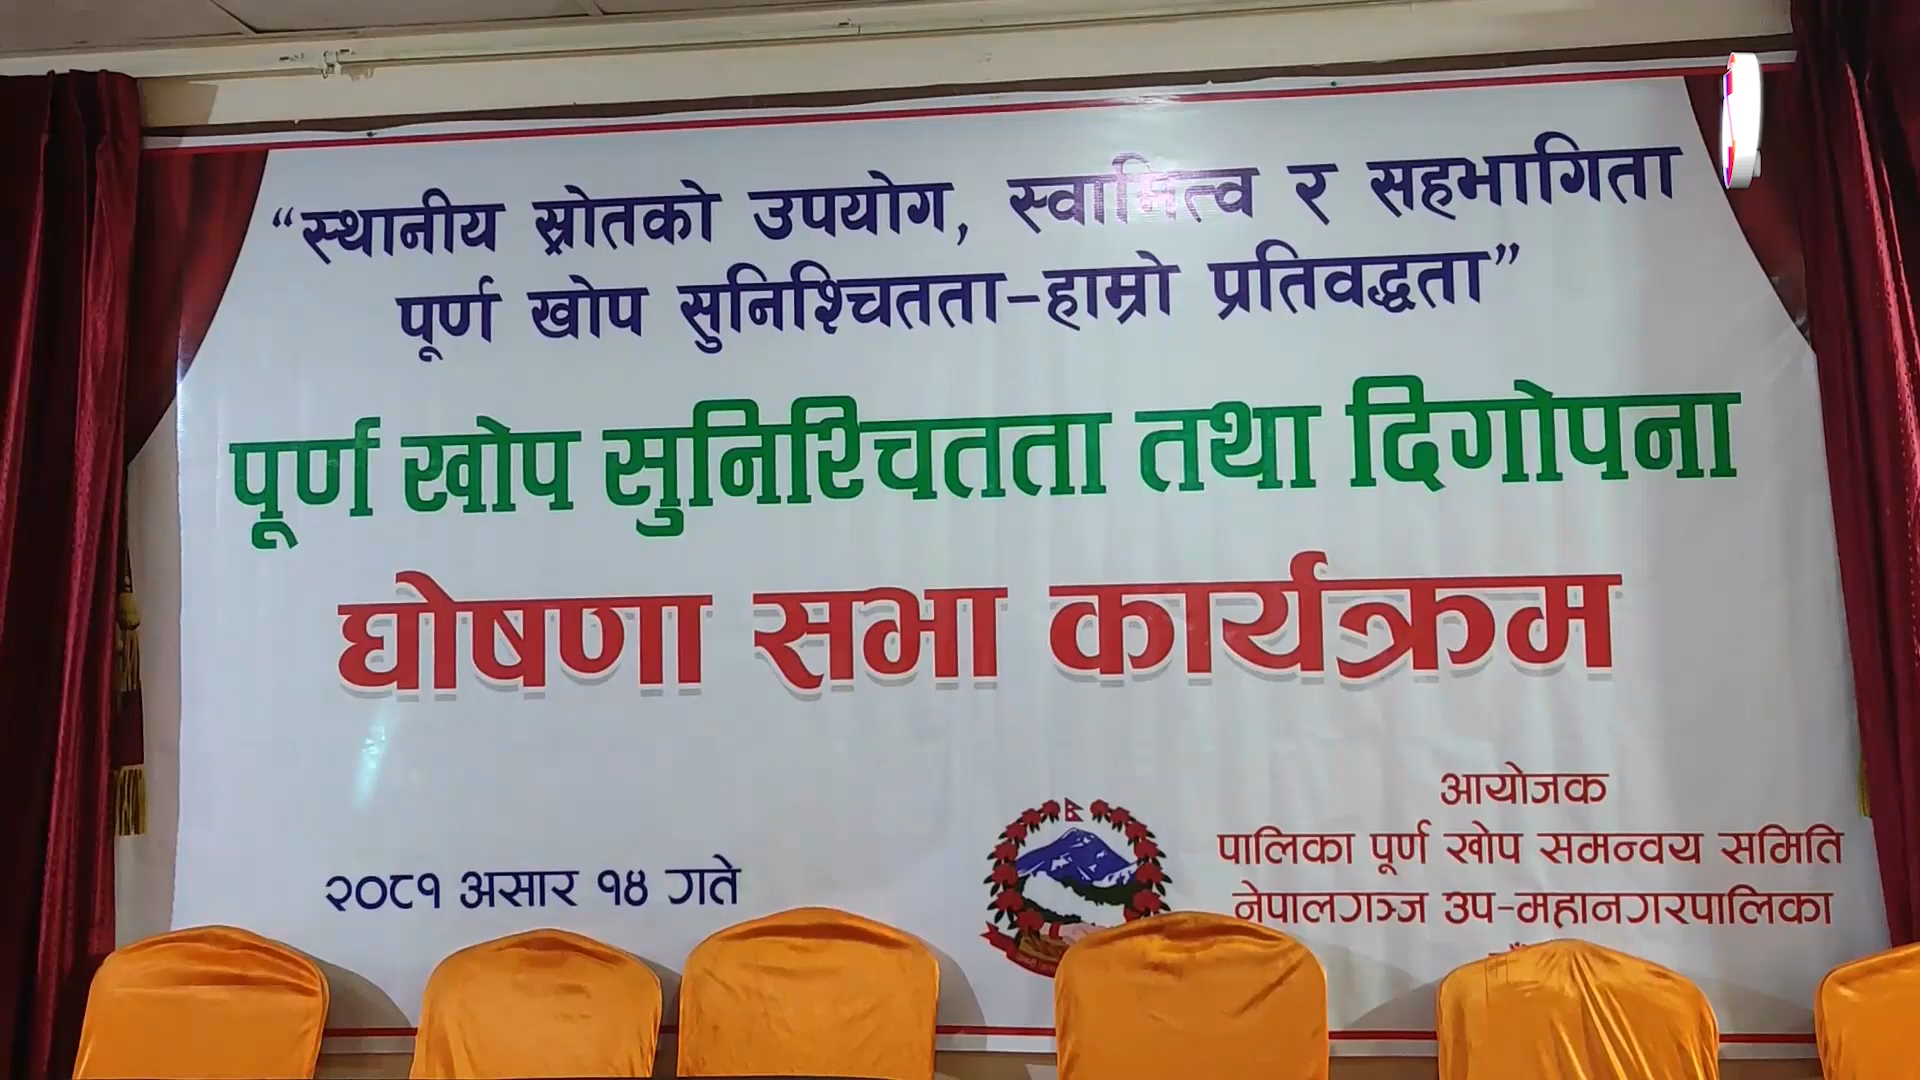 “स्थानीय स्रोतको उपयोग, स्वामित्व र सहभागिता
पूर्ण खोप सुनिश्चितता-हाम्रो प्रतिवद्धता”
पूर्ण खोप सुनिश्चितता तथा दिगोपना
घोषणा सभा कार्यक्रम
२०८१ असार १४ गते
आयोजक
पालिका पूर्ण खोप समन्वय समिति
नेपालगञ्ज उप-महानगरपालिका